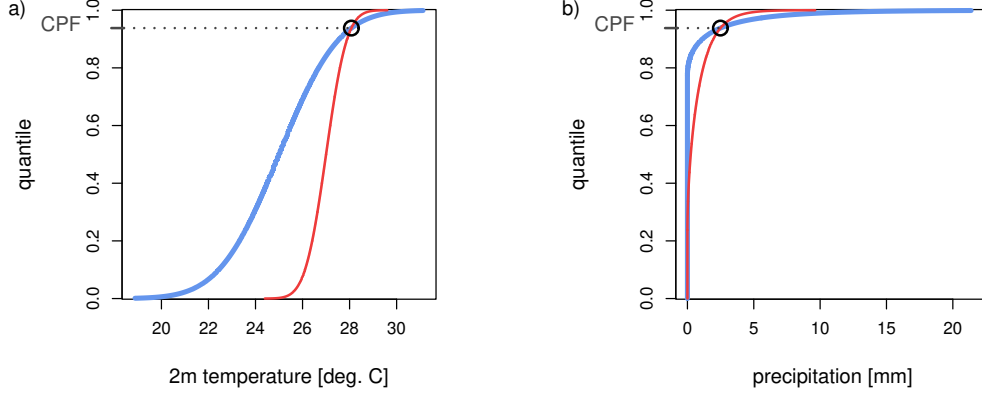 a)
CPF
quantile
0.0 0.2 0.4 0.6 0.8 1.0
20 22 24 26 28 30
2m temperature [deg. C]
b)
CPF
quantile
0.0 0.2 0.4 0.6 0.8 1.0
0 5 10 15 20
precipitation [mm]